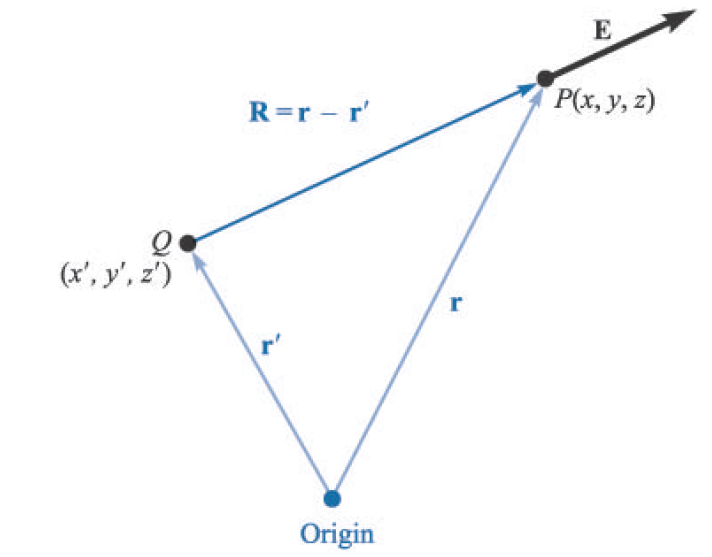 E
P(x, y, z)
R = r − r′
Q
(x′, y′, z′)
r
r′
Origin